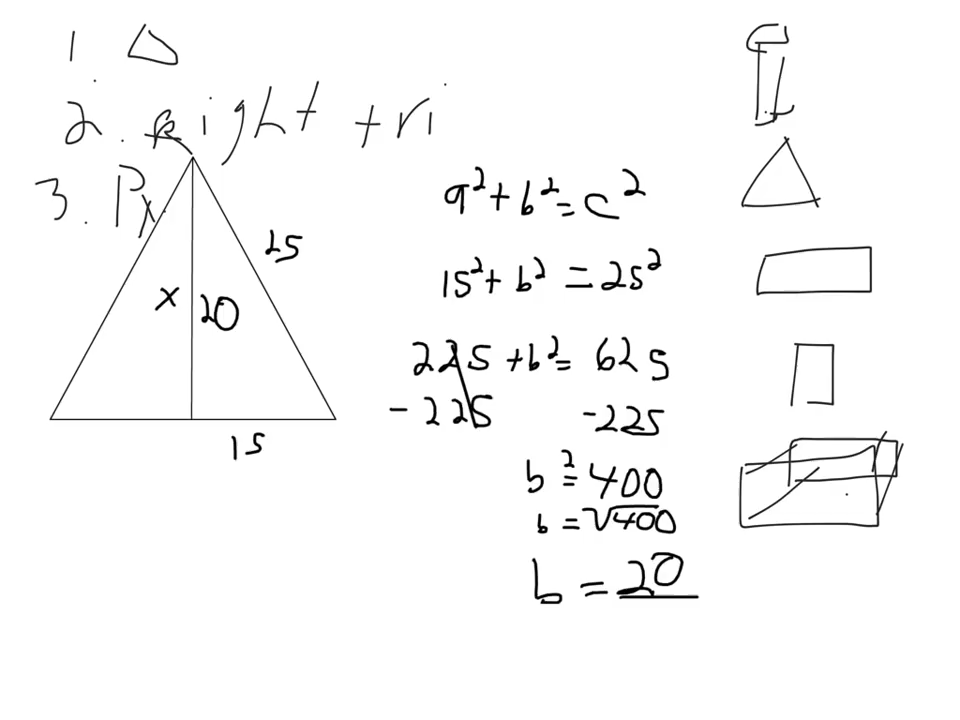 1.
2. Right tri
3. Py
25
x 20
15
a²+b²=c²
15²+b²=25²
225+b²=625
-225 -225
b²=400
b=√400
b=20